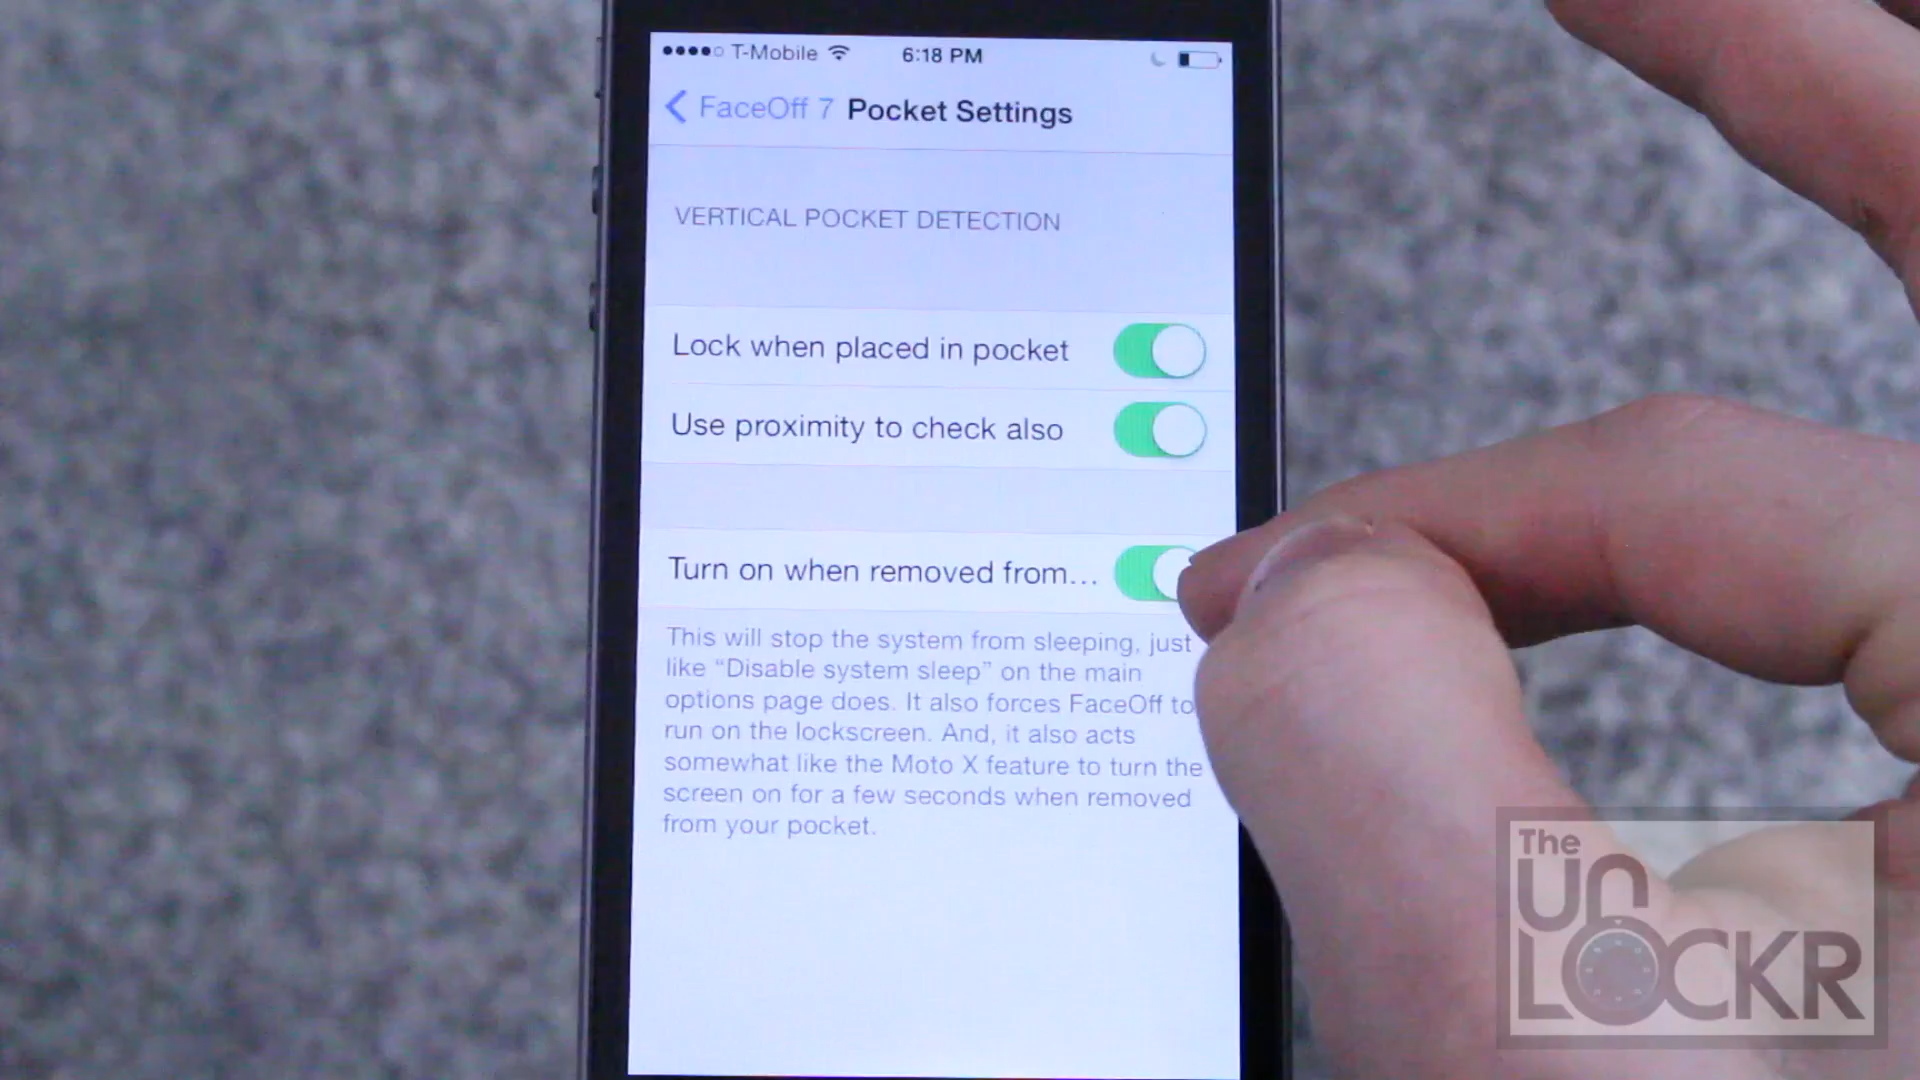 T-Mobile 6:18 PM
FaceOff 7 Pocket Settings
VERTICAL POCKET DETECTION
Lock when placed in pocket
Use proximity to check also
Turn on when removed from...
This will stop the system from sleeping, just
like “Disable system sleep” on the main
options page does. It also forces FaceOff to
run on the lockscreen. And, it also acts
somewhat like the Moto X feature to turn the
screen on for a few seconds when removed
from your pocket.
The
UN
LOCKR